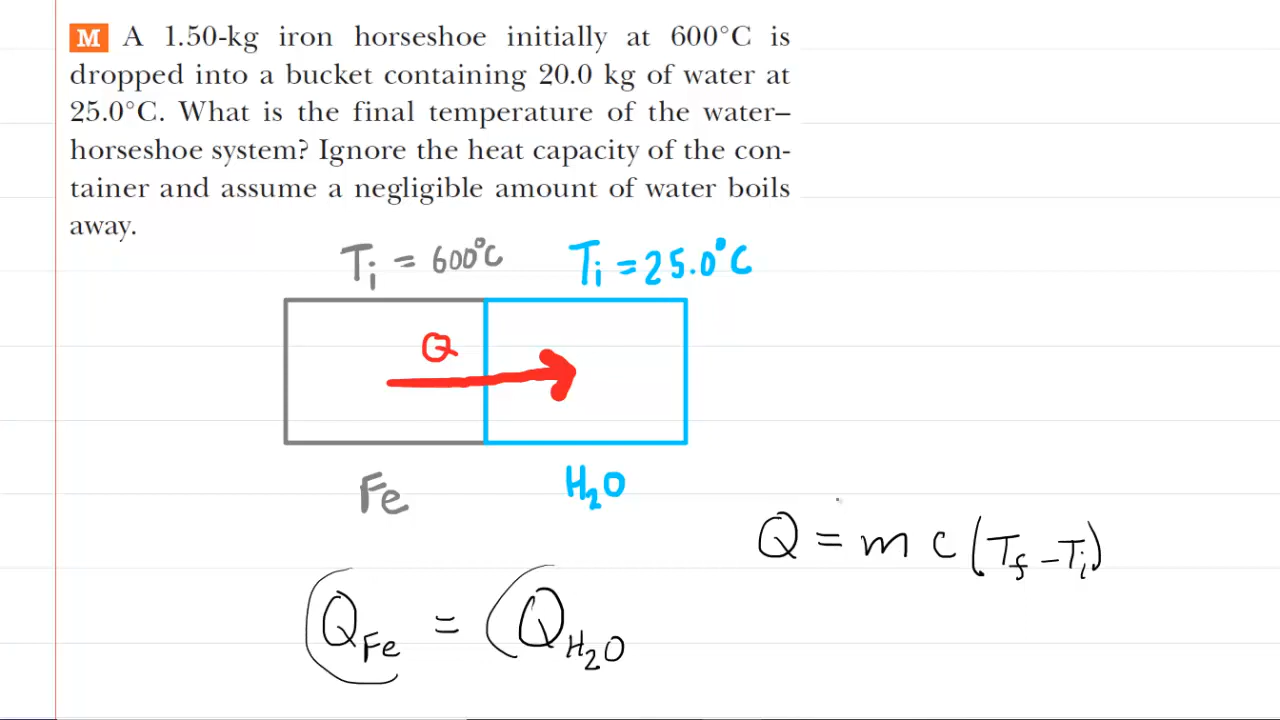 M A 1.50-kg iron horseshoe initially at 600°C is
dropped into a bucket containing 20.0 kg of water at
25.0°C. What is the final temperature of the water–
horseshoe system? Ignore the heat capacity of the con-
tainer and assume a negligible amount of water boils
away.
Ti = 600°C Ti = 25.0°C
Q
Fe H₂O
Q = m c (Tf - Ti)
(QFe = (QH₂O